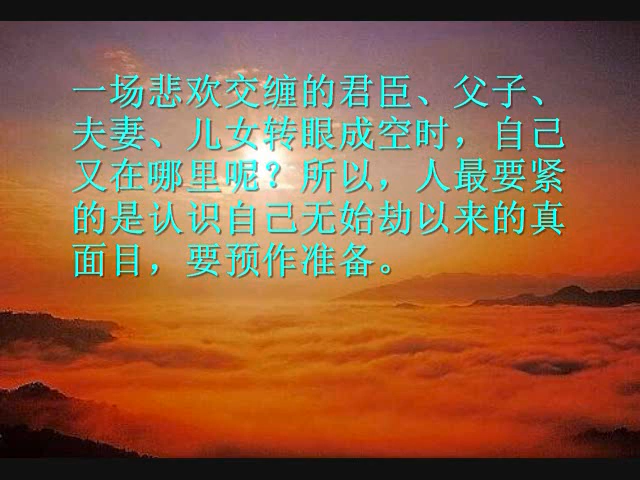 一场悲欢交缠的君臣、父子、
夫妻、儿女转眼成空时，自己
又在哪里呢？所以，人最要紧
的是认识自己无始劫以来的真
面目，要预作准备。